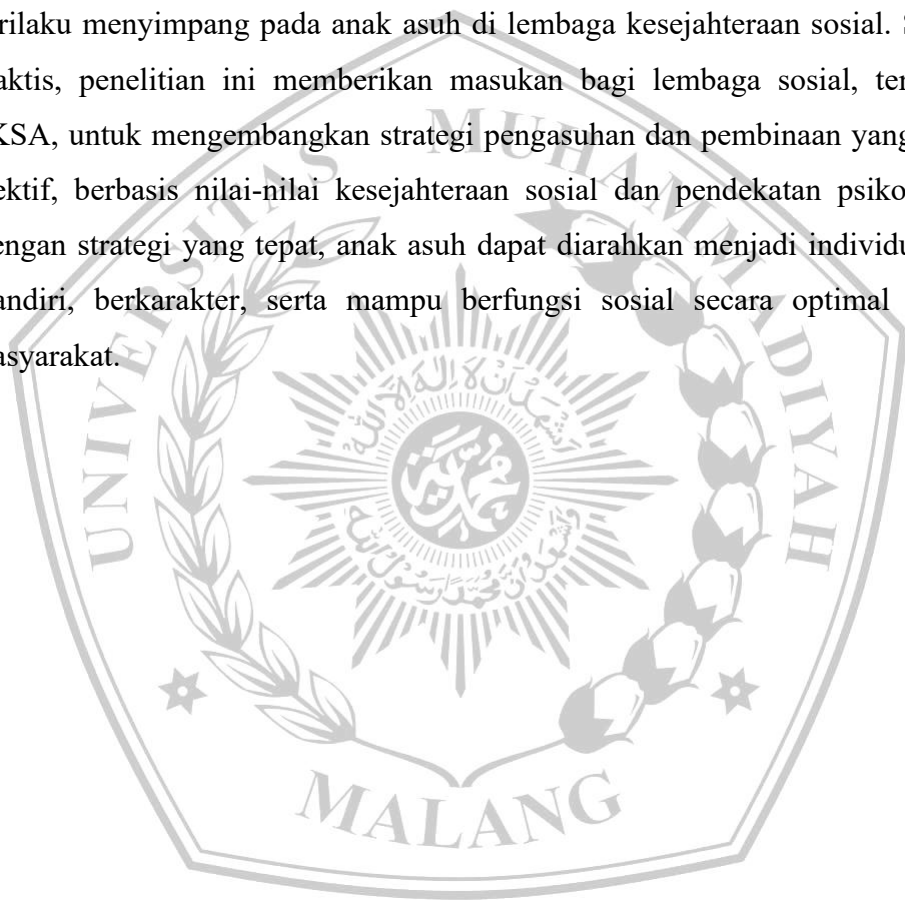 rilaku menyimpang pada anak asuh di lembaga kesejahteraan sosial.
aktis, penelitian ini memberikan masukan bagi lembaga sosial, ter
KSA, untuk mengembangkan strategi pengasuhan dan pembinaan yang
ektif, berbasis nilai-nilai kesejahteraan sosial dan pendekatan psiko
engan strategi yang tepat, anak asuh dapat diarahkan menjadi individu
andiri, berkarakter, serta mampu berfungsi sosial secara optimal
asyarakat.
UNIVERSITAS MUHAMMADIYAH
MALANG